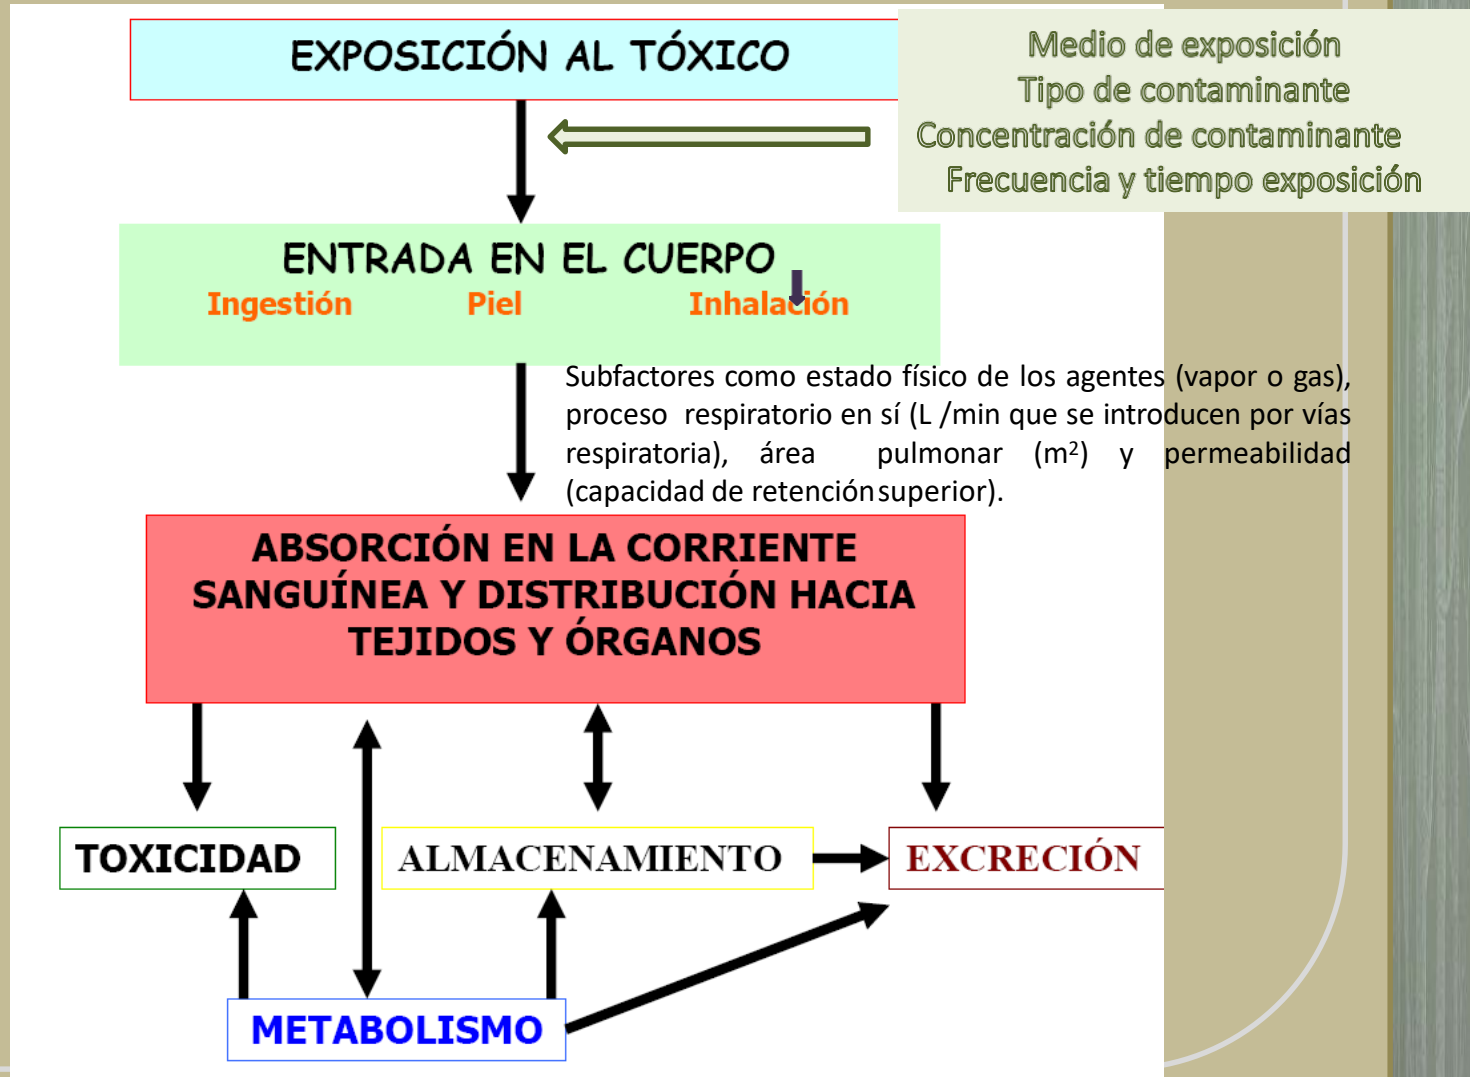 EXPOSICIÓN AL TÓXICO
Medio de exposición
Tipo de contaminante
Concentración de contaminante
Frecuencia y tiempo exposición
ENTRADA EN EL CUERPO
Ingestión Piel Inhalación
Subfactores como estado físico de los agentes (vapor o gas),
proceso respiratorio en sí (L /min que se introducen por vías
respiratoria), área pulmonar (m²) y permeabilidad
(capacidad de retención superior).
ABSORCIÓN EN LA CORRIENTE
SANGUÍNEA Y DISTRIBUCIÓN HACIA
TEJIDOS Y ÓRGANOS
TOXICIDAD
ALMACENAMIENTO
EXCRECIÓN
METABOLISMO